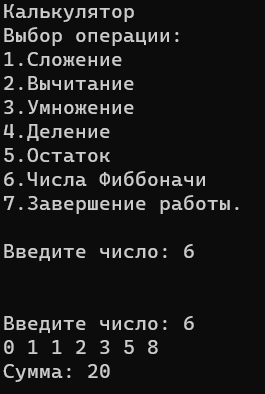 Калькулятор
Выбор операции:
1.Сложение
2.Вычитание
3.Умножение
4.Деление
5.Остаток
6.Числа Фиббоначи
7.Завершение работы.
Введите число: 6
Введите число: 6
0 1 1 2 3 5 8
Сумма: 20